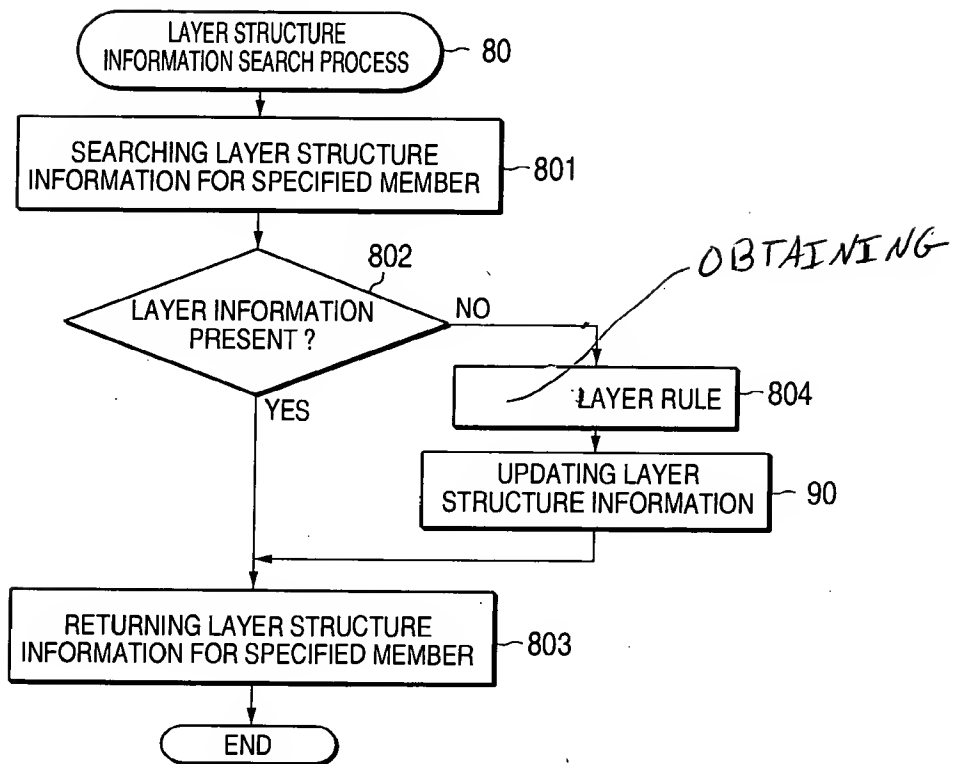 LAYER STRUCTURE
INFORMATION SEARCH PROCESS
80
SEARCHING LAYER STRUCTURE
INFORMATION FOR SPECIFIED MEMBER
801
802
LAYER INFORMATION
PRESENT ?
NO
YES
OBTAINING
LAYER RULE
804
UPDATING LAYER
STRUCTURE INFORMATION
90
RETURNING LAYER STRUCTURE
INFORMATION FOR SPECIFIED MEMBER
803
END